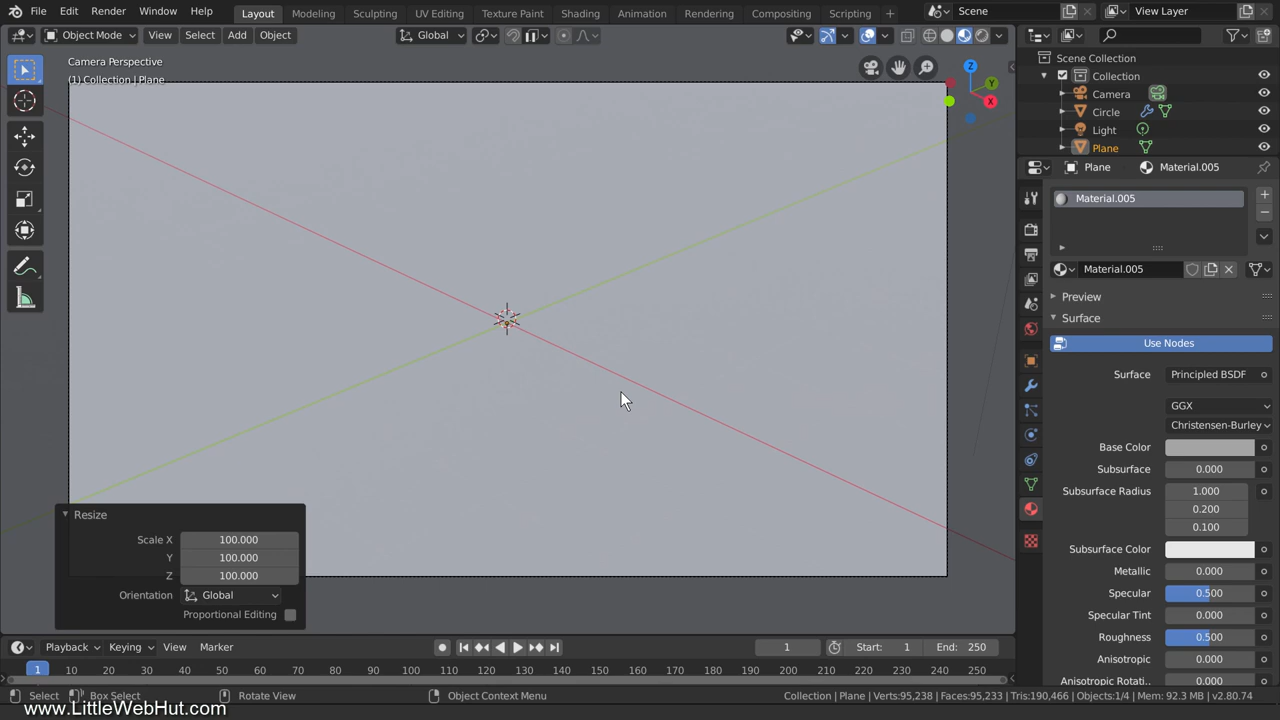 File Edit Render Window Help Layout Modeling Sculpting UV Editing Texture Paint Shading Animation Rendering Compositing Scripting + Scene View Layer
Object Mode View Select Add Object Global
Camera Perspective
(1) Collection | Plane
Z
Y
X
Scene Collection
Collection
Camera
Circle
Light
Plane
Plane Material.005
Material.005
Material.005
Preview
Surface
Use Nodes
Surface Principled BSDF
GGX
Christensen-Burley
Base Color
Subsurface 0.000
Subsurface Radius 1.000
0.200
0.100
Subsurface Color
Metallic 0.000
Specular 0.500
Specular Tint 0.000
Roughness 0.500
Anisotropic 0.000
Anisotropic Rotati.. 0.000
Resize
Scale X 100.000
Y 100.000
Z 100.000
Orientation Global
Proportional Editing
Playback Keying View Marker 1 Start: 1 End: 250
1 10 20 30 40 50 60 70 80 90 100 110 120 130 140 150 160 170 180 190 200 210 220 230 240 250
Select Box Select Rotate View Object Context Menu Collection | Plane | Verts:95,238 | Faces:95,233 | Tris:190,466 | Objects:1/4 | Mem: 92.3 MB | v2.80.74
www.LittleWebHut.com